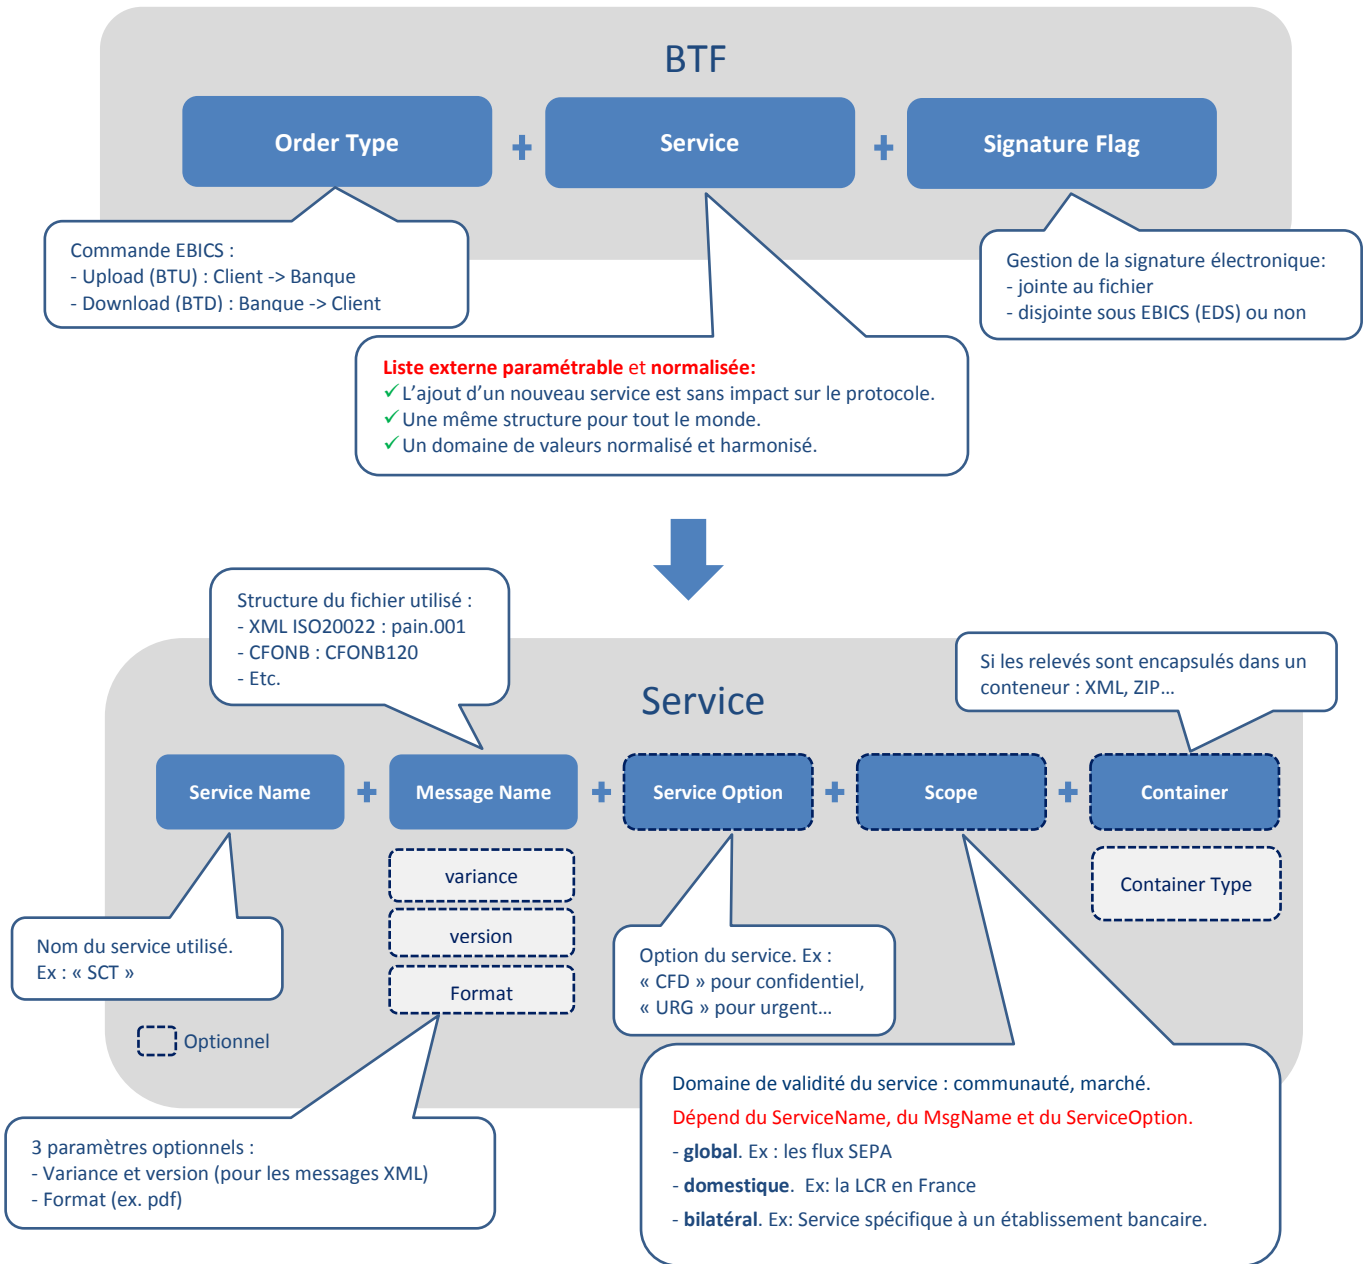 BTF
Order Type
Service
Signature Flag
Commande EBICS :
- Upload (BTU) : Client -> Banque
- Download (BTD) : Banque -> Client
Gestion de la signature électronique:
- jointe au fichier
- disjointe sous EBICS (EDS) ou non
Liste externe paramétrable et normalisée:
✓ L'ajout d'un nouveau service est sans impact sur le protocole.
✓ Une même structure pour tout le monde.
✓ Un domaine de valeurs normalisé et harmonisé.
Structure du fichier utilisé :
- XML ISO20022 : pain.001
- CFONB : CFONB120
- Etc.
Si les relevés sont encapsulés dans un
conteneur : XML, ZIP...
Service
Service Name
Message Name
Service Option
Scope
Container
variance
version
Format
Container Type
Nom du service utilisé.
Ex : « SCT »
Option du service. Ex :
« CFD » pour confidentiel,
« URG » pour urgent...
Optionnel
3 paramètres optionnels :
- Variance et version (pour les messages XML)
- Format (ex. pdf)
Domaine de validité du service : communauté, marché.
Dépend du ServiceName, du MsgName et du ServiceOption.
- global. Ex : les flux SEPA
- domestique.  Ex: la LCR en France
- bilatéral. Ex: Service spécifique à un établissement bancaire.